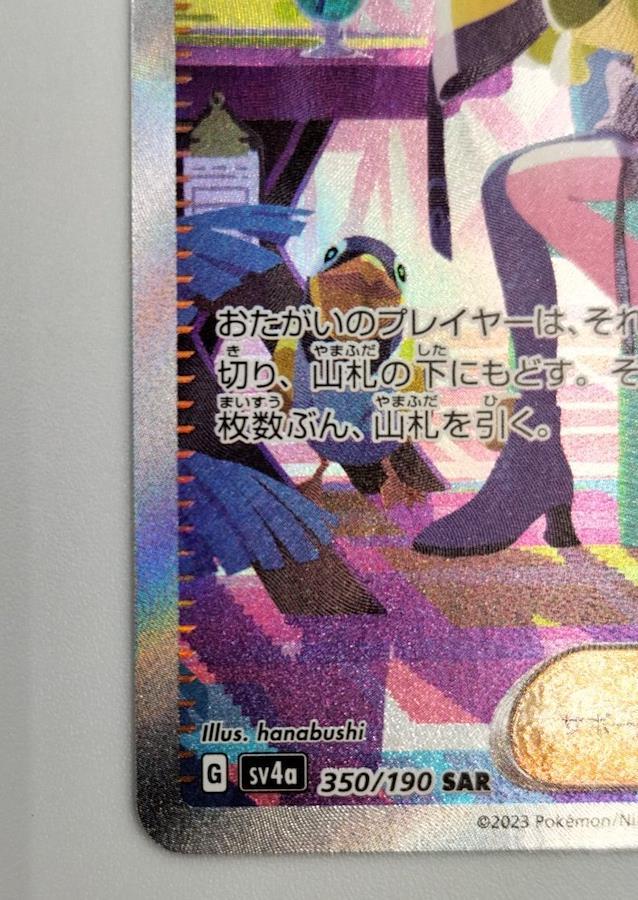 おたがいのプレイヤーは、それ
切り、山札の下にもどす。そ
枚数ぶん、山札を引く。
Illus. hanabushi
G sv4a 350/190 SAR
©2023 Pokémon/Ni